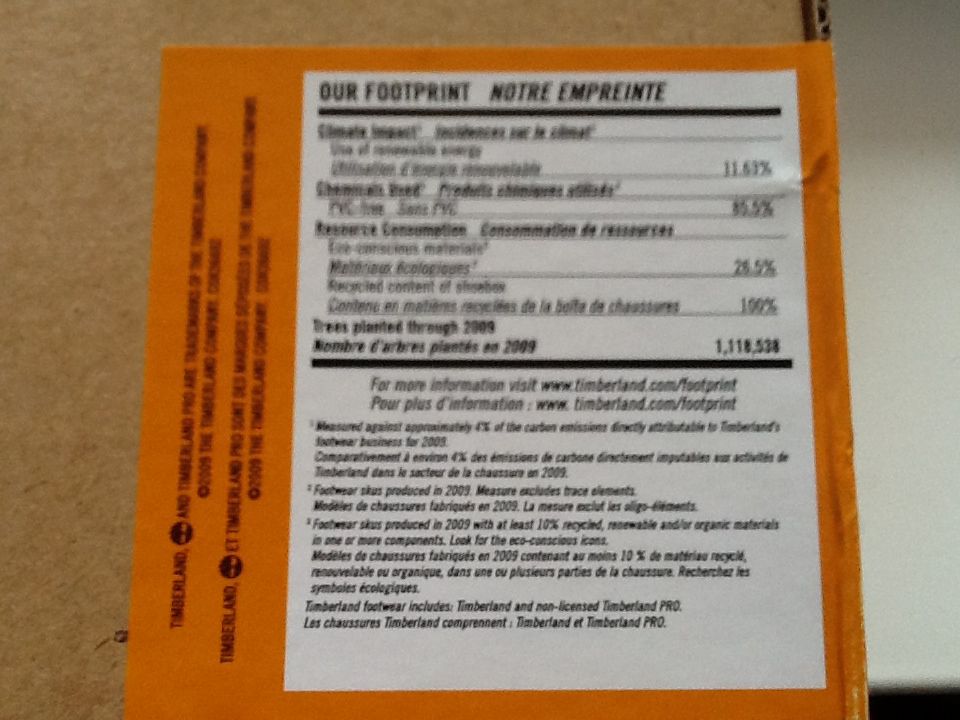 OUR FOOTPRINT NOTRE EMPREINTE
Climate Impact¹ Incidences sur le climat¹
Use of renewable energy
Utilisation d'énergie renouvelable 11.63%
Chemicals Used² Produits chimiques utilisés²
PVC-free Sans PVC 85.5%
Resource Consumption Consommation de ressources
Eco-conscious materials³
Matériaux écologiques³ 26.5%
Recycled content of shoebox
Contenu en matières recyclées de la boîte de chaussures 100%
Trees planted through 2009
Nombre d'arbres plantés en 2009 1,118,538
For more information visit www.timberland.com/footprint
Pour plus d'information : www. timberland.com/footprint
¹ Measured against approximately 4% of the carbon emissions directly attributable to Timberland's
footwear business for 2009.
Comparativement à environ 4% des émissions de carbone directement imputables aux activités de
Timberland dans le secteur de la chaussure en 2009.
² Footwear skus produced in 2009. Measure excludes trace elements.
Modèles de chaussures fabriqués en 2009. La mesure exclut les oligo-éléments.
³ Footwear skus produced in 2009 with at least 10% recycled, renewable and/or organic materials
in one or more components. Look for the eco-conscious icons.
Modèles de chaussures fabriqués en 2009 contenant au moins 10 % de matériau recyclé,
renouvelable ou organique, dans une ou plusieurs parties de la chaussure. Recherchez les
symboles écologiques.
Timberland footwear includes: Timberland and non-licensed Timberland PRO.
Les chaussures Timberland comprennent : Timberland et Timberland PRO.
TIMBERLAND, AND TIMBERLAND PRO ARE TRADEMARKS OF THE TIMBERLAND COMPANY.
©2009 THE TIMBERLAND COMPANY.
TIMBERLAND, ET TIMBERLAND PRO SONT DES MARQUES DÉPOSÉES DE THE TIMBERLAND COMPANY.
©2009 THE TIMBERLAND COMPANY.